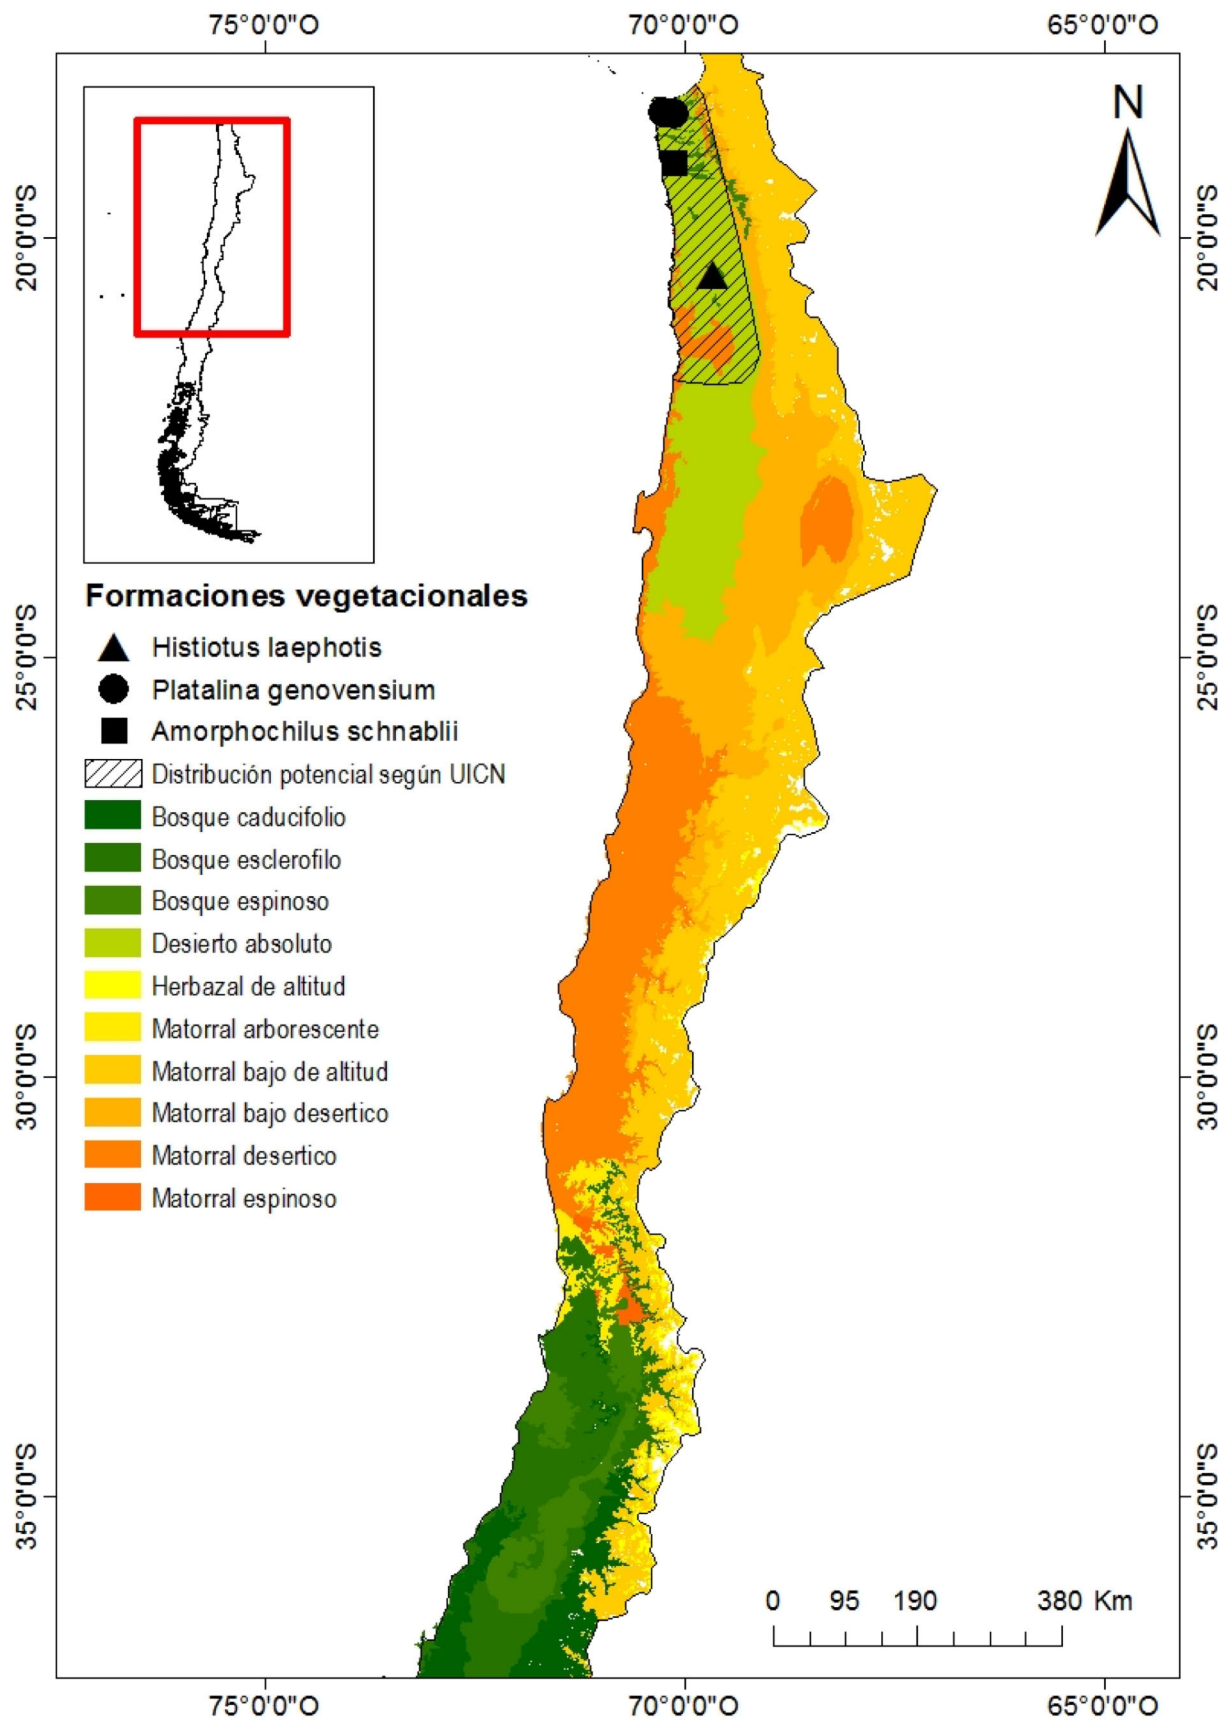 75°0'0"O 70°0'0"O 65°0'0"O
N
20°0'0"S 20°0'0"S
Formaciones vegetacionales
Histiotus laephotis
Platalina genovensium
Amorphochilus schnablii
Distribución potencial según UICN
Bosque caducifolio
Bosque esclerofilo
Bosque espinoso
Desierto absoluto
Herbazal de altitud
Matorral arborescente
Matorral bajo de altitud
Matorral bajo desertico
Matorral desertico
Matorral espinoso
25°0'0"S 25°0'0"S
30°0'0"S 30°0'0"S
35°0'0"S 35°0'0"S
0 95 190 380 Km
75°0'0"O 70°0'0"O 65°0'0"O